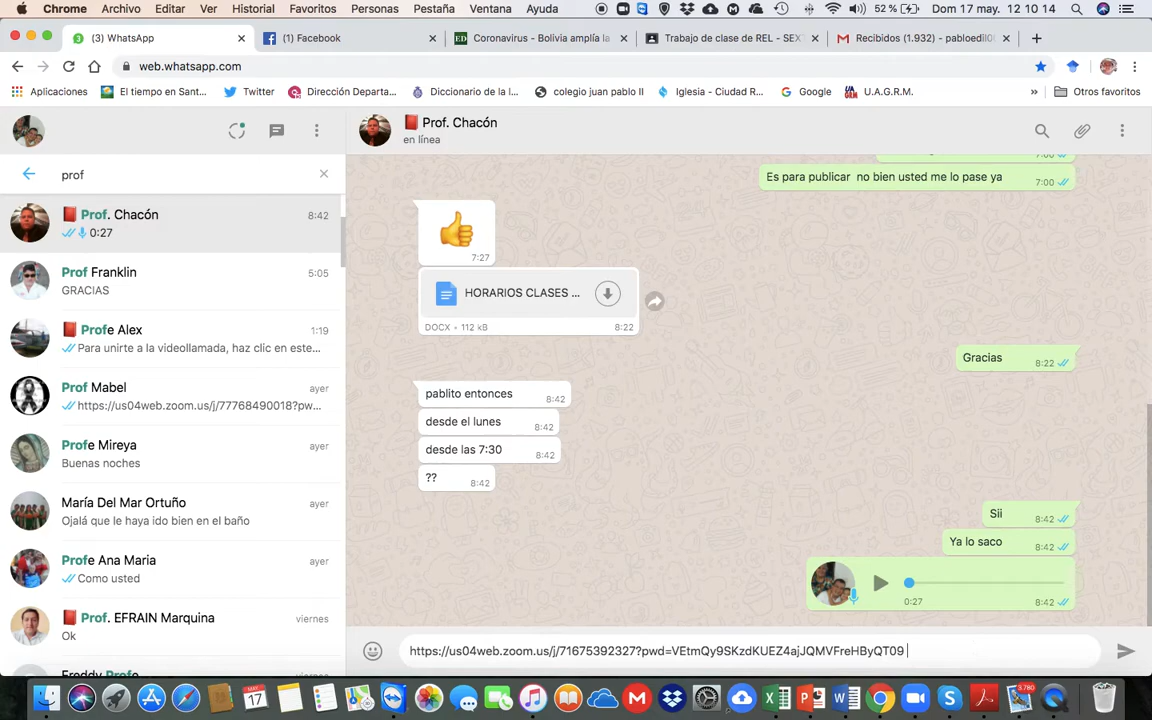 Chrome Archivo Editar Ver Historial Favoritos Personas Pestaña Ventana Ayuda 52 % Dom 17 may. 12 10 14
(3) WhatsApp (1) Facebook Coronavirus - Bolivia amplía la Trabajo de clase de REL - SEX Recibidos (1.932) - pabloedil0
web.whatsapp.com
Aplicaciones El tiempo en Sant... Twitter Dirección Departa... Diccionario de la l... colegio juan pablo II Iglesia - Ciudad R... Google U.A.G.R.M. » Otros favoritos
Prof. Chacón
en línea
prof
Prof. Chacón 8:42
0:27
Prof Franklin 5:05
GRACIAS
Profe Alex 1:19
Para unirte a la videollamada, haz clic en este...
Prof Mabel ayer
https://us04web.zoom.us/j/77768490018?pw...
Profe Mireya ayer
Buenas noches
María Del Mar Ortuño ayer
Ojalá que le haya ido bien en el baño
Profe Ana Maria ayer
Como usted
Prof. EFRAIN Marquina viernes
Ok
Freddy Profe
7:00
Es para publicar no bien usted me lo pase ya 7:00
7:27
HORARIOS CLASES ...
DOCX • 112 kB 8:22
Gracias 8:22
pablito entonces 8:42
desde el lunes 8:42
desde las 7:30 8:42
?? 8:42
Sii 8:42
Ya lo saco 8:42
0:27 8:42
https://us04web.zoom.us/j/71675392327?pwd=VEtmQy9SKzdKUEZ4ajJQMVFreHByQT09
17
5.780